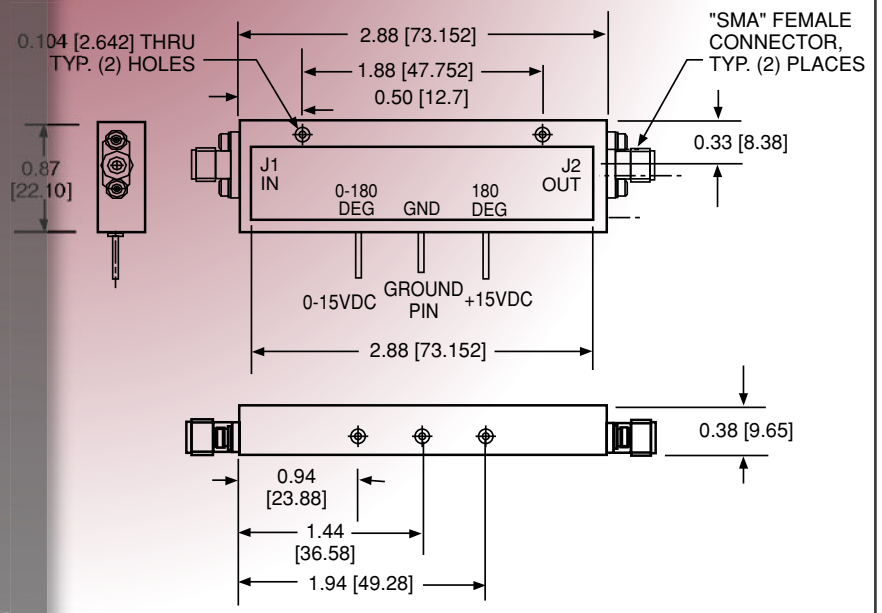 0.104 [2.642] THRU
TYP. (2) HOLES
2.88 [73.152]
1.88 [47.752]
0.50 [12.7]
"SMA" FEMALE
CONNECTOR,
TYP. (2) PLACES
0.33 [8.38]
0.87
[22.10]
J1
IN
J2
OUT
0-180
DEG
GND
180
DEG
0-15VDC
GROUND
PIN
+15VDC
2.88 [73.152]
0.38 [9.65]
0.94
[23.88]
1.44
[36.58]
1.94 [49.28]